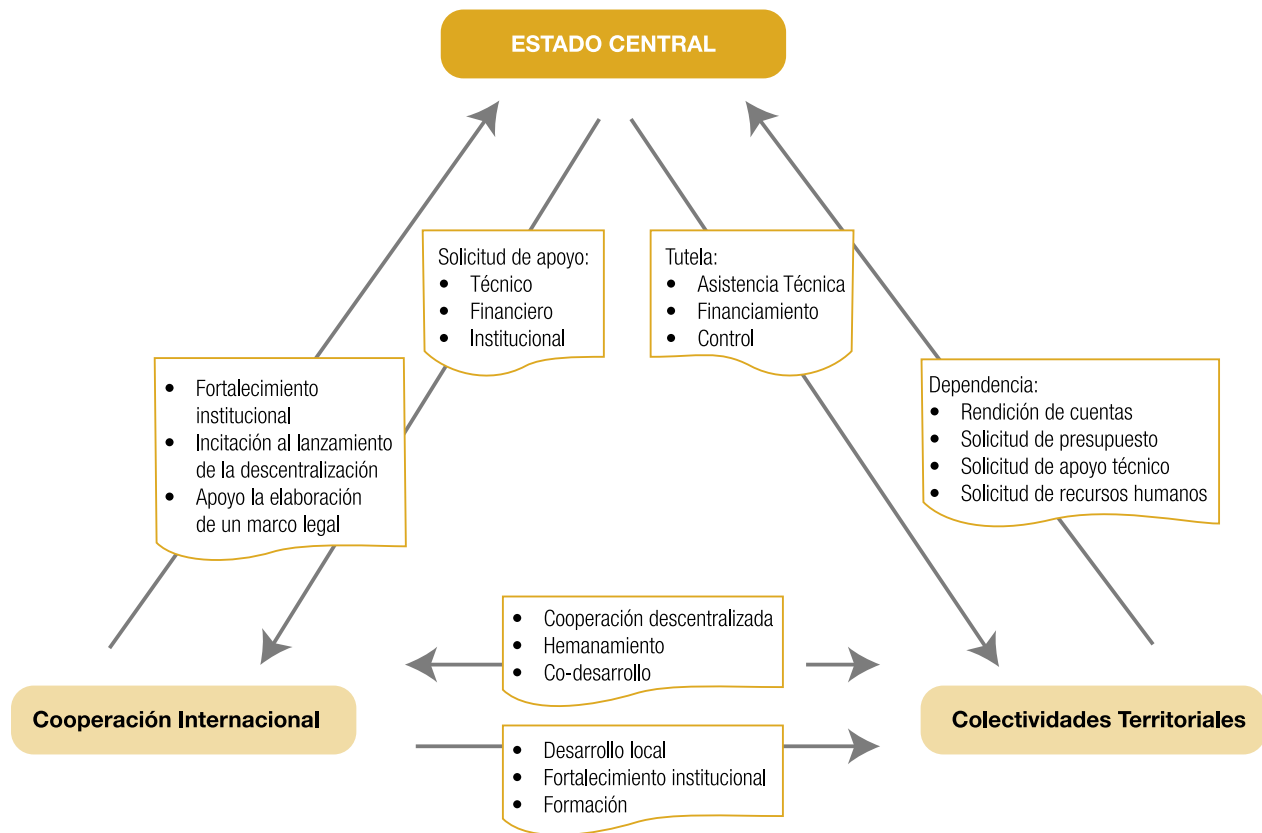 ESTADO CENTRAL
Solicitud de apoyo:
• Técnico
• Financiero
• Institucional
Tutela:
• Asistencia Técnica
• Financiamiento
• Control
• Fortalecimiento
institucional
• Incitación al lanzamiento
de la descentralización
• Apoyo la elaboración
de un marco legal
Dependencia:
• Rendición de cuentas
• Solicitud de presupuesto
• Solicitud de apoyo técnico
• Solicitud de recursos humanos
• Cooperación descentralizada
• Hemanamiento
• Co-desarrollo
Cooperación Internacional
Colectividades Territoriales
• Desarrollo local
• Fortalecimiento institucional
• Formación